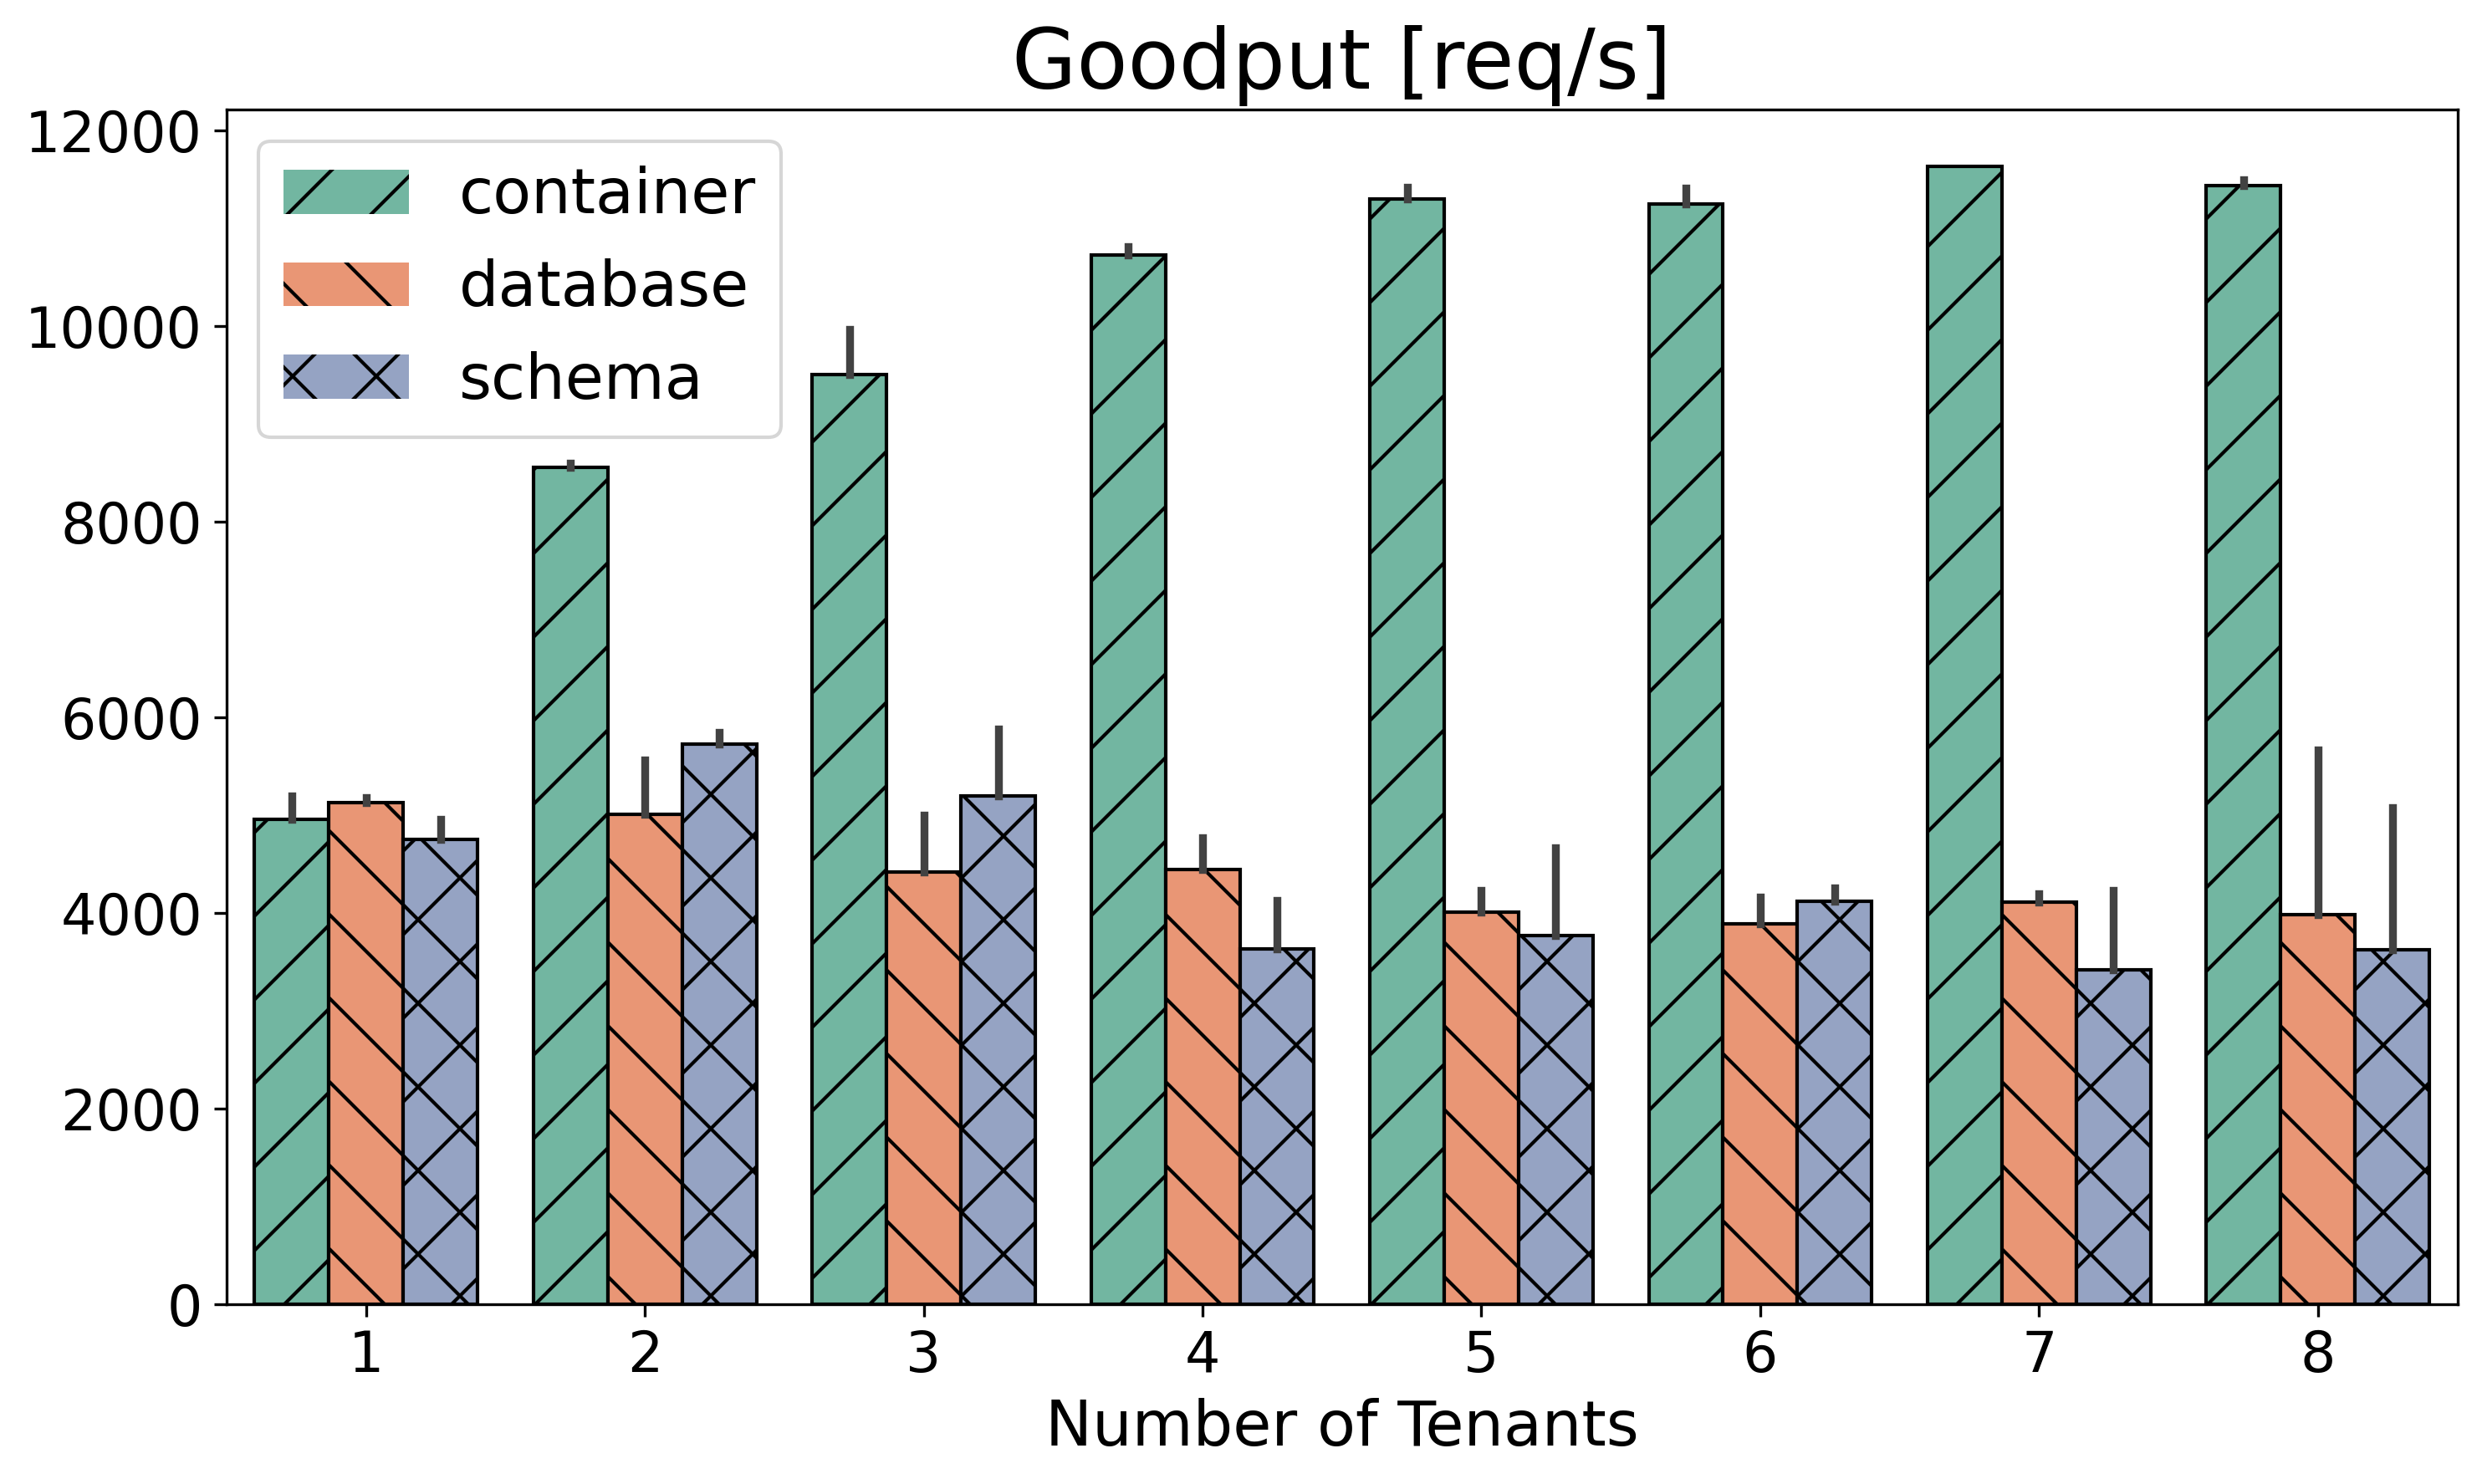 Goodput [req/s]
12000
10000
8000
6000
4000
2000
0
container
database
schema
1 2 3 4 5 6 7 8
Number of Tenants